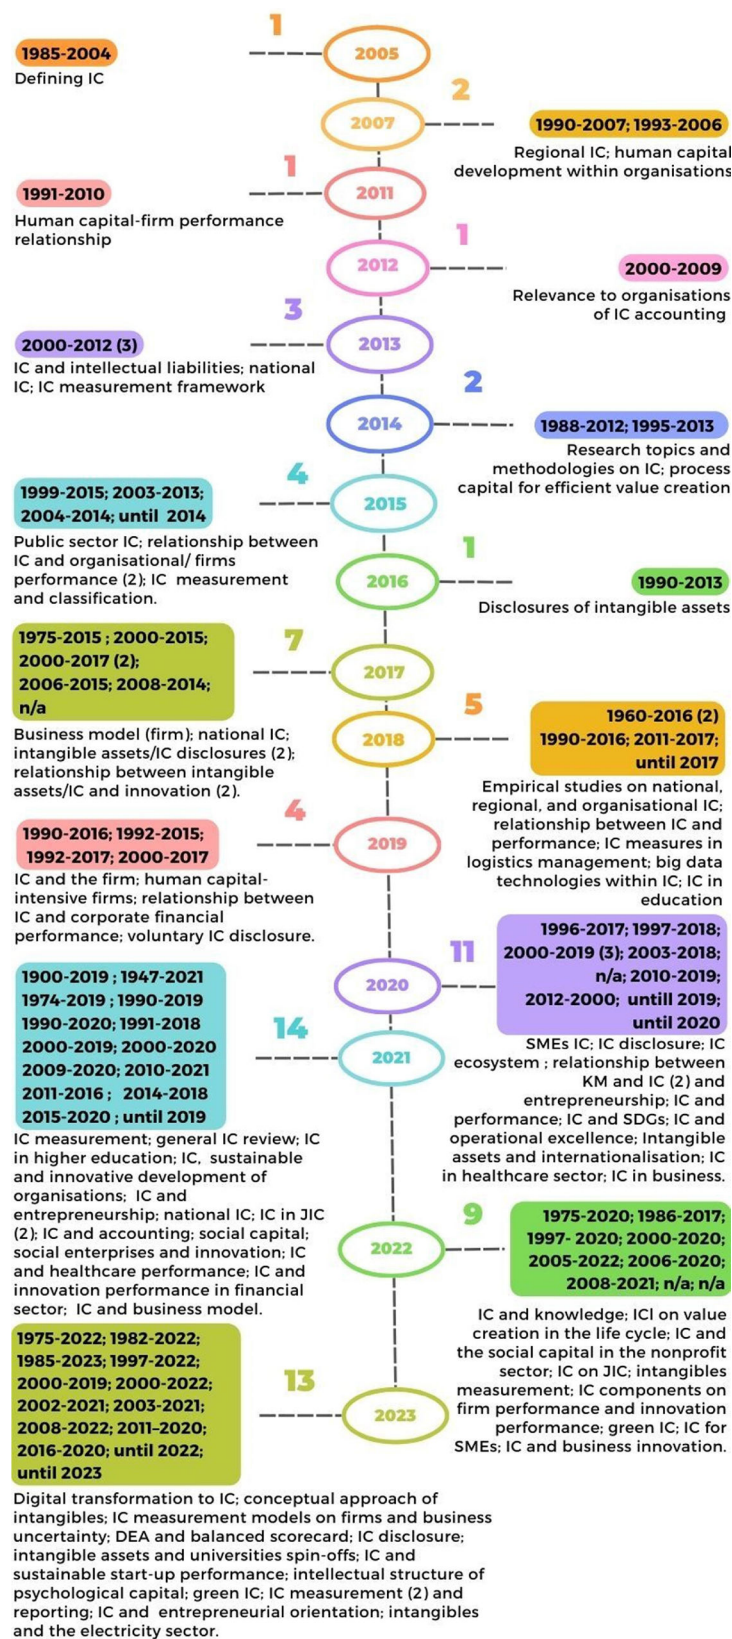 1
2005
1985-2004
Defining IC
2
2007
1990-2007; 1993-2006
Regional IC; human capital
development within organisations
1
2011
1991-2010
Human capital-firm performance
relationship
1
2012
2000-2009
Relevance to organisations
of IC accounting
3
2013
2000-2012 (3)
IC and intellectual liabilities; national
IC; IC measurement framework
2
2014
1988-2012; 1995-2013
Research topics and
methodologies on IC; process
capital for efficient value creation
4
2015
1999-2015; 2003-2013;
2004-2014; until 2014
Public sector IC; relationship between
IC and organisational/ firms
performance (2); IC measurement
and classification.
1
2016
1990-2013
Disclosures of intangible assets
7
2017
1975-2015 ; 2000-2015;
2000-2017 (2);
2006-2015; 2008-2014;
n/a
Business model (firm); national IC;
intangible assets/IC disclosures (2);
relationship between intangible
assets/IC and innovation (2).
5
2018
1960-2016 (2)
1990-2016; 2011-2017;
until 2017
Empirical studies on national,
regional, and organisational IC;
relationship between IC and
performance; IC measures in
logistics management; big data
technologies within IC; IC in
education
4
2019
1990-2016; 1992-2015;
1992-2017; 2000-2017
IC and the firm; human capital-
intensive firms; relationship between
IC and corporate financial
performance; voluntary IC disclosure.
11
2020
1996-2017; 1997-2018;
2000-2019 (3); 2003-2018;
n/a; 2010-2019;
2012-2000; untill 2019;
until 2020
SMEs IC; IC disclosure; IC
ecosystem ; relationship between
KM and IC (2) and
entrepreneurship; IC and
performance; IC and SDGs; IC and
operational excellence; Intangible
assets and internationalisation; IC
in healthcare sector; IC in business.
14
2021
1900-2019 ; 1947-2021
1974-2019 ; 1990-2019
1990-2020; 1991-2018
2000-2019; 2000-2020
2009-2020; 2010-2021
2011-2016 ; 2014-2018
2015-2020 ; until 2019
IC measurement; general IC review; IC
in higher education; IC, sustainable
and innovative development of
organisations; IC and
entrepreneurship; national IC; IC in JIC
(2); IC and accounting; social capital;
social enterprises and innovation; IC
and healthcare performance; IC and
innovation performance in financial
sector; IC and business model.
9
2022
1975-2020; 1986-2017;
1997- 2020; 2000-2020;
2005-2022; 2006-2020;
2008-2021; n/a; n/a
IC and knowledge; ICI on value
creation in the life cycle; IC and
the social capital in the nonprofit
sector; IC on JIC; intangibles
measurement; IC components on
firm performance and innovation
performance; green IC; IC for
SMEs; IC and business innovation.
13
2023
1975-2022; 1982-2022;
1985-2023; 1997-2022;
2000-2019; 2000-2022;
2002-2021; 2003-2021;
2008-2022; 2011–2020;
2016-2020; until 2022;
until 2023
Digital transformation to IC; conceptual approach of
intangibles; IC measurement models on firms and business
uncertainty; DEA and balanced scorecard; IC disclosure;
intangible assets and universities spin-offs; IC and
sustainable start-up performance; intellectual structure of
psychological capital; green IC; IC measurement (2) and
reporting; IC and entrepreneurial orientation; intangibles
and the electricity sector.